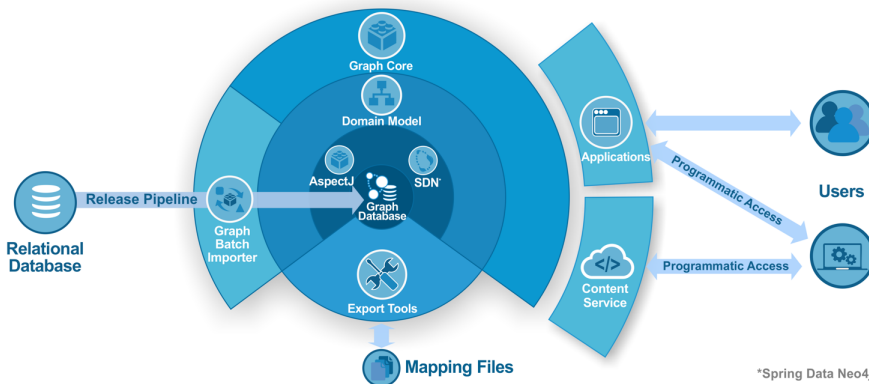 Graph Core
Domain Model
AspectJ
SDN*
Graph
Database
Release Pipeline
Graph
Batch
Importer
Relational
Database
Export Tools
Mapping Files
Applications
Content
Service
Programmatic Access
Programmatic Access
Users
*Spring Data Neo4j